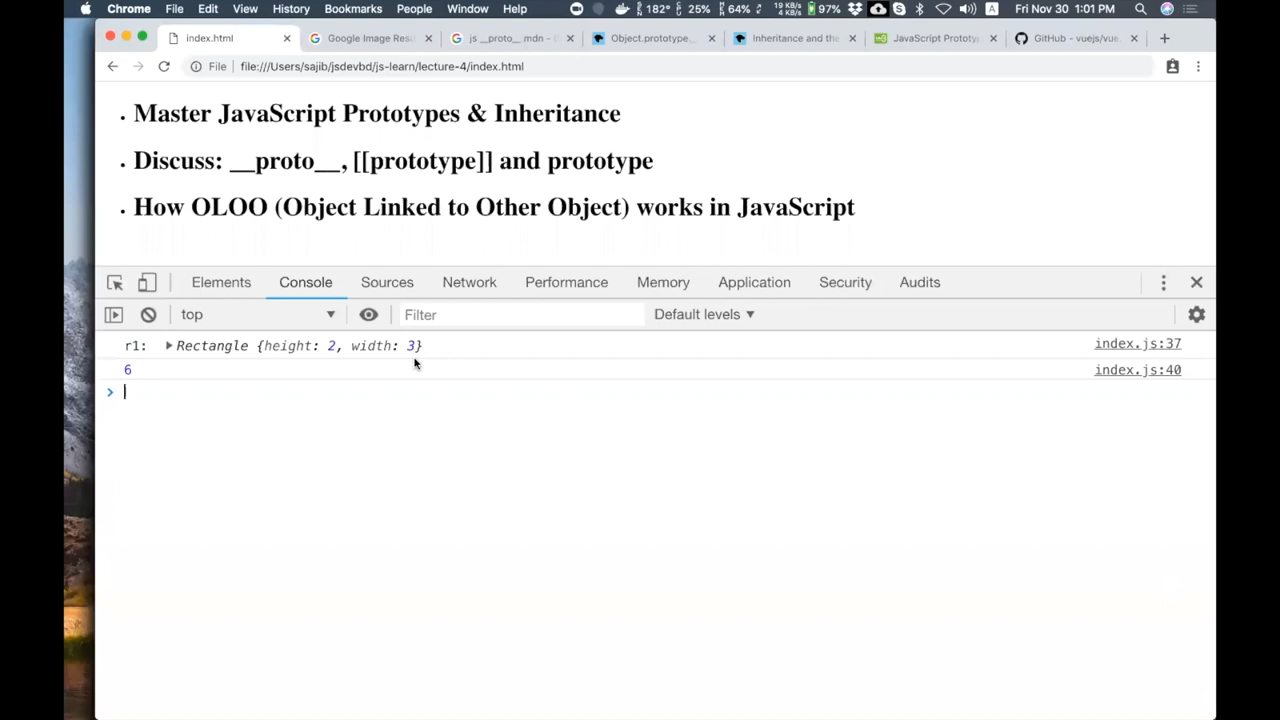 Chrome File Edit View History Bookmarks People Window Help 182° 25% 64% 19 KB/s 4 KB/s 97% A Fri Nov 30 1:01 PM
index.html Google Image Res js __proto__ mdn - Object.prototype. Inheritance and the JavaScript Prototy GitHub - vuejs/vue
File file:///Users/sajib/jsdevbd/js-learn/lecture-4/index.html
• Master JavaScript Prototypes & Inheritance
• Discuss: __proto__, [[prototype]] and prototype
• How OLOO (Object Linked to Other Object) works in JavaScript
Elements Console Sources Network Performance Memory Application Security Audits
top Filter Default levels
r1: Rectangle {height: 2, width: 3} index.js:37
6 index.js:40